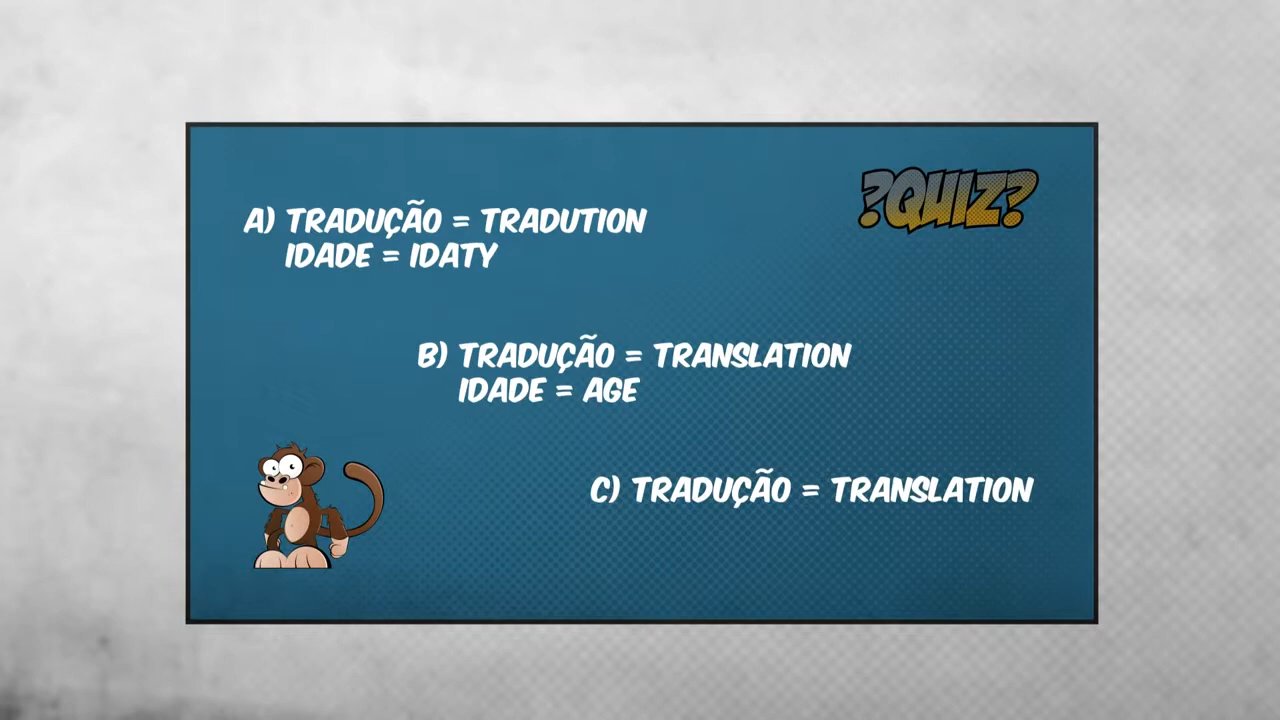 ?QUIZ?
A) TRADUÇÃO = TRADUTION
IDADE = IDATY
B) TRADUÇÃO = TRANSLATION
IDADE = AGE
C) TRADUÇÃO = TRANSLATION